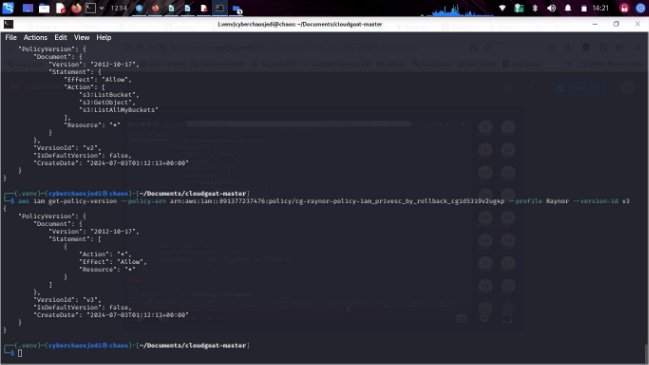 1 2 3 4
14:21
(.venv)cyberchaosjedi@chaos: ~/Documents/cloudgoat-master
File Actions Edit View Help
"PolicyVersion": {
"Document": {
"Version": "2012-10-17",
"Statement": {
"Effect": "Allow",
"Action": [
"s3:ListBucket",
"s3:GetObject",
"s3:ListAllMyBuckets"
],
"Resource": "*"
}
},
"VersionId": "v2",
"IsDefaultVersion": false,
"CreateDate": "2024-07-03T01:12:13+00:00"
}
}
(.venv)-(cyberchaosjedi㉿chaos)-[~/Documents/cloudgoat-master]
$ aws iam get-policy-version --policy-arn arn:aws:iam::891377237476:policy/cg-raynor-policy-iam_privesc_by_rollback_cgid5319v2ug4p --profile Raynor --version-id v3
{
"PolicyVersion": {
"Document": {
"Version": "2012-10-17",
"Statement": [
{
"Action": "*",
"Effect": "Allow",
"Resource": "*"
}
]
},
"VersionId": "v3",
"IsDefaultVersion": false,
"CreateDate": "2024-07-03T01:12:13+00:00"
}
}
(.venv)-(cyberchaosjedi㉿chaos)-[~/Documents/cloudgoat-master]
$